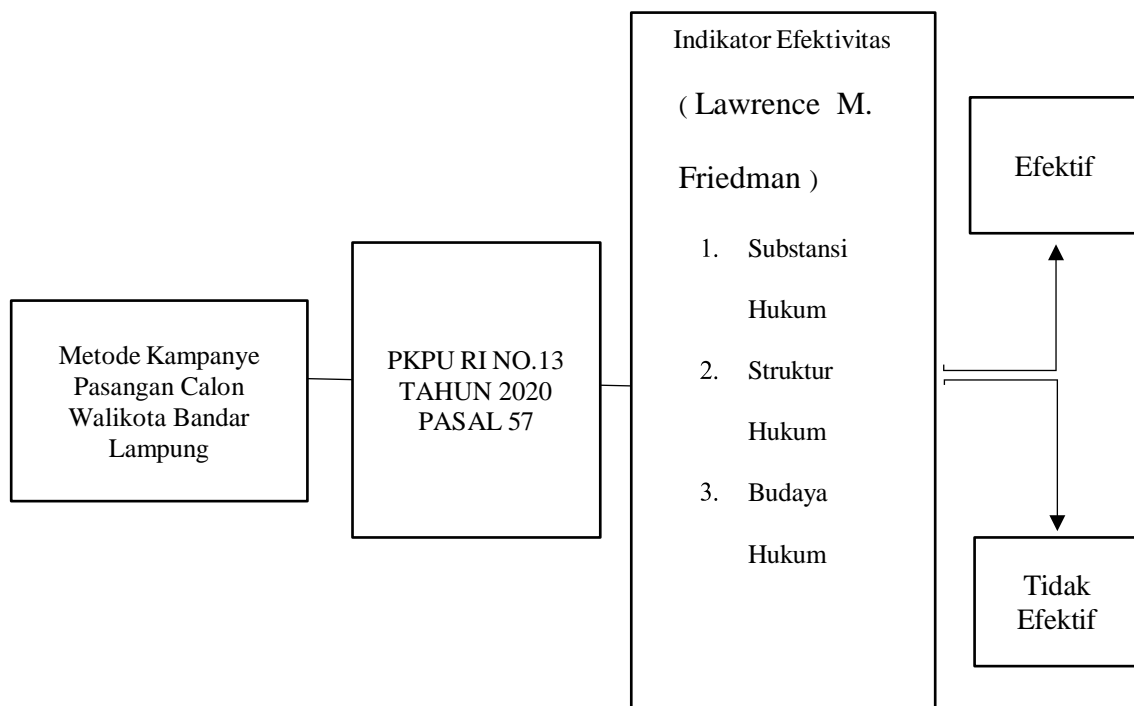 Metode Kampanye
Pasangan Calon
Walikota Bandar
Lampung
PKPU RI NO.13
TAHUN 2020
PASAL 57
Indikator Efektivitas
( Lawrence M.
Friedman )
1. Substansi
Hukum
2. Struktur
Hukum
3. Budaya
Hukum
Efektif
Tidak
Efektif